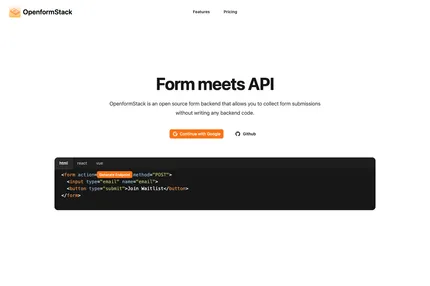 OpenformStack
Features
Pricing
Form meets API
OpenformStack is an open source form backend that allows you to collect form submissions
without writing any backend code.
Continue with Google
Github
html
react
vue
<form action= Generate Endpoint method="POST">
<input type="email" name="email">
<button type="submit">Join Waitlist</button>
</form>